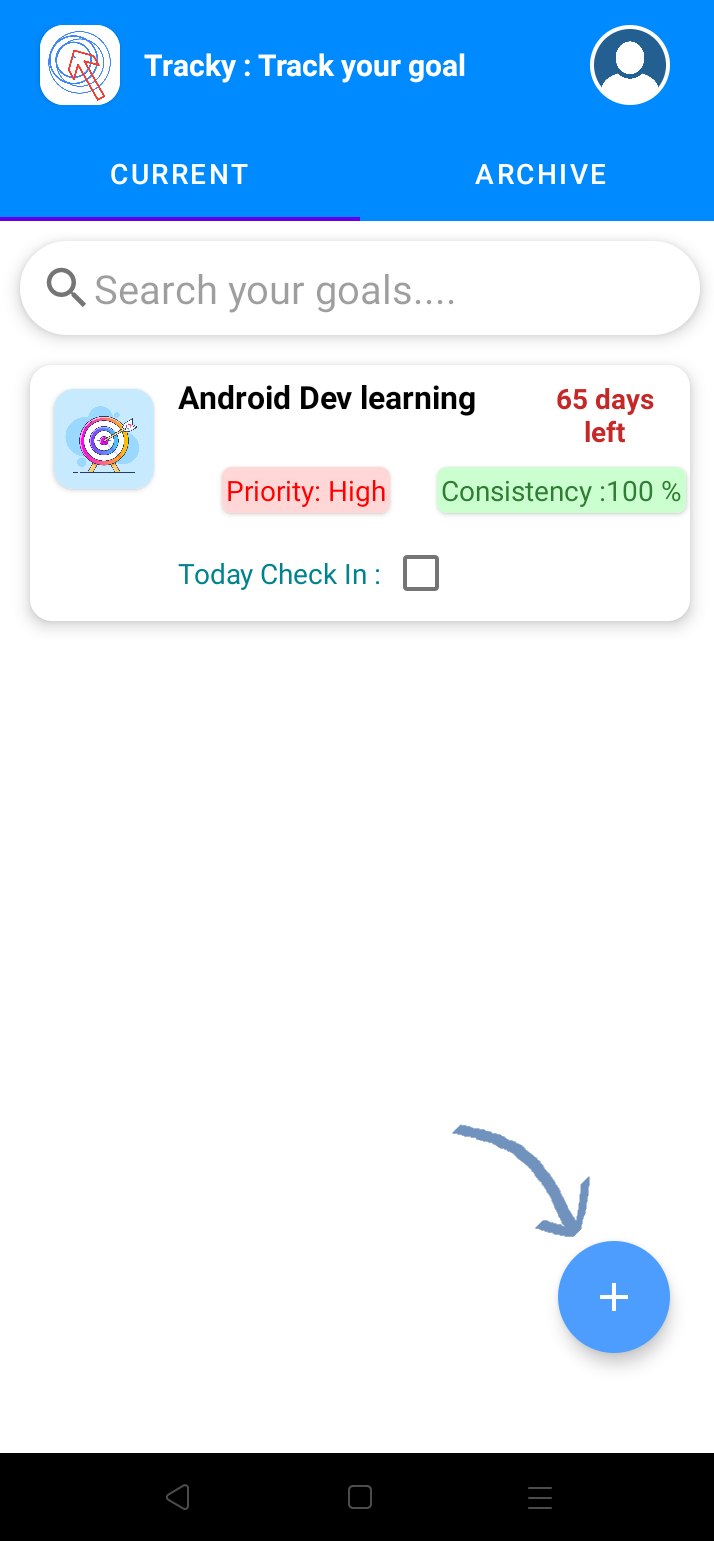 Tracky : Track your goal
CURRENT
ARCHIVE
Search your goals....
Android Dev learning
65 days
left
Priority: High
Consistency :100 %
Today Check In :